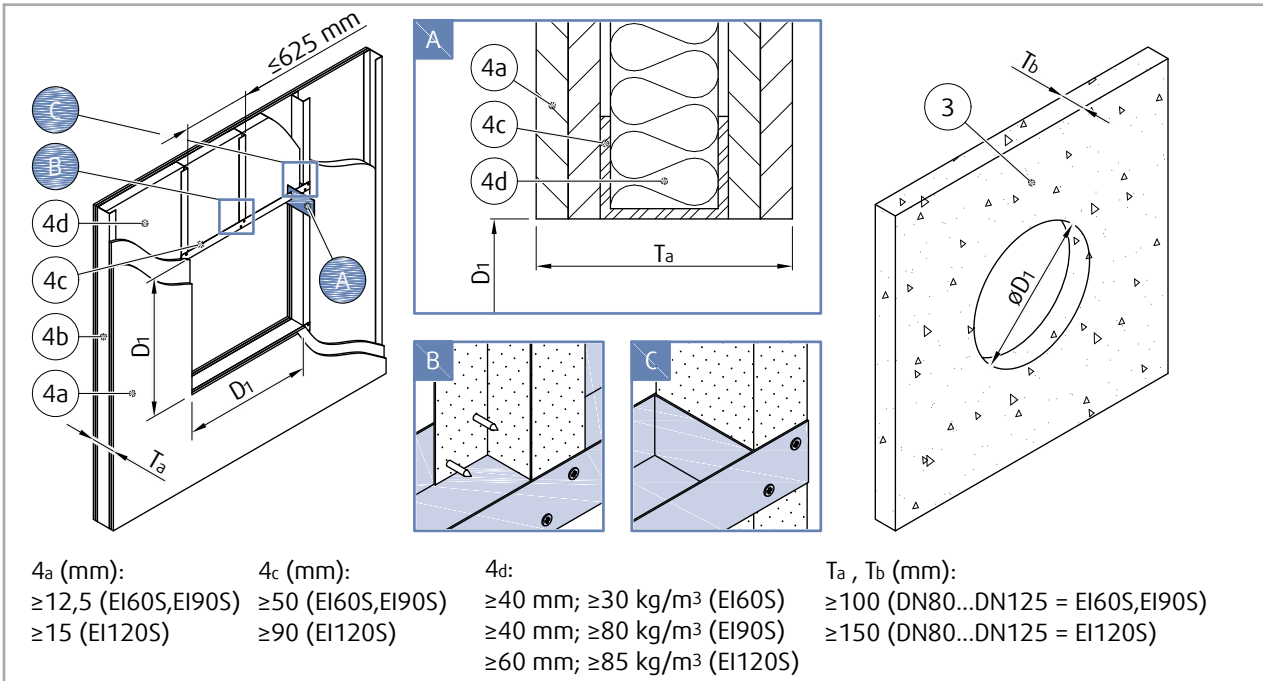 ≤625 mm
C
B
4d
4c
4b
4a
D1
D1
Ta
A
A
4a
4c
4d
D1
Ta
B
C
Tb
3
øD1
4a (mm):
≥12,5 (EI60S,EI90S)
≥15 (EI120S)
4c (mm):
≥50 (EI60S,EI90S)
≥90 (EI120S)
4d:
≥40 mm; ≥30 kg/m3 (EI60S)
≥40 mm; ≥80 kg/m3 (EI90S)
≥60 mm; ≥85 kg/m3 (EI120S)
Ta , Tb (mm):
≥100 (DN80...DN125 = EI60S,EI90S)
≥150 (DN80...DN125 = EI120S)